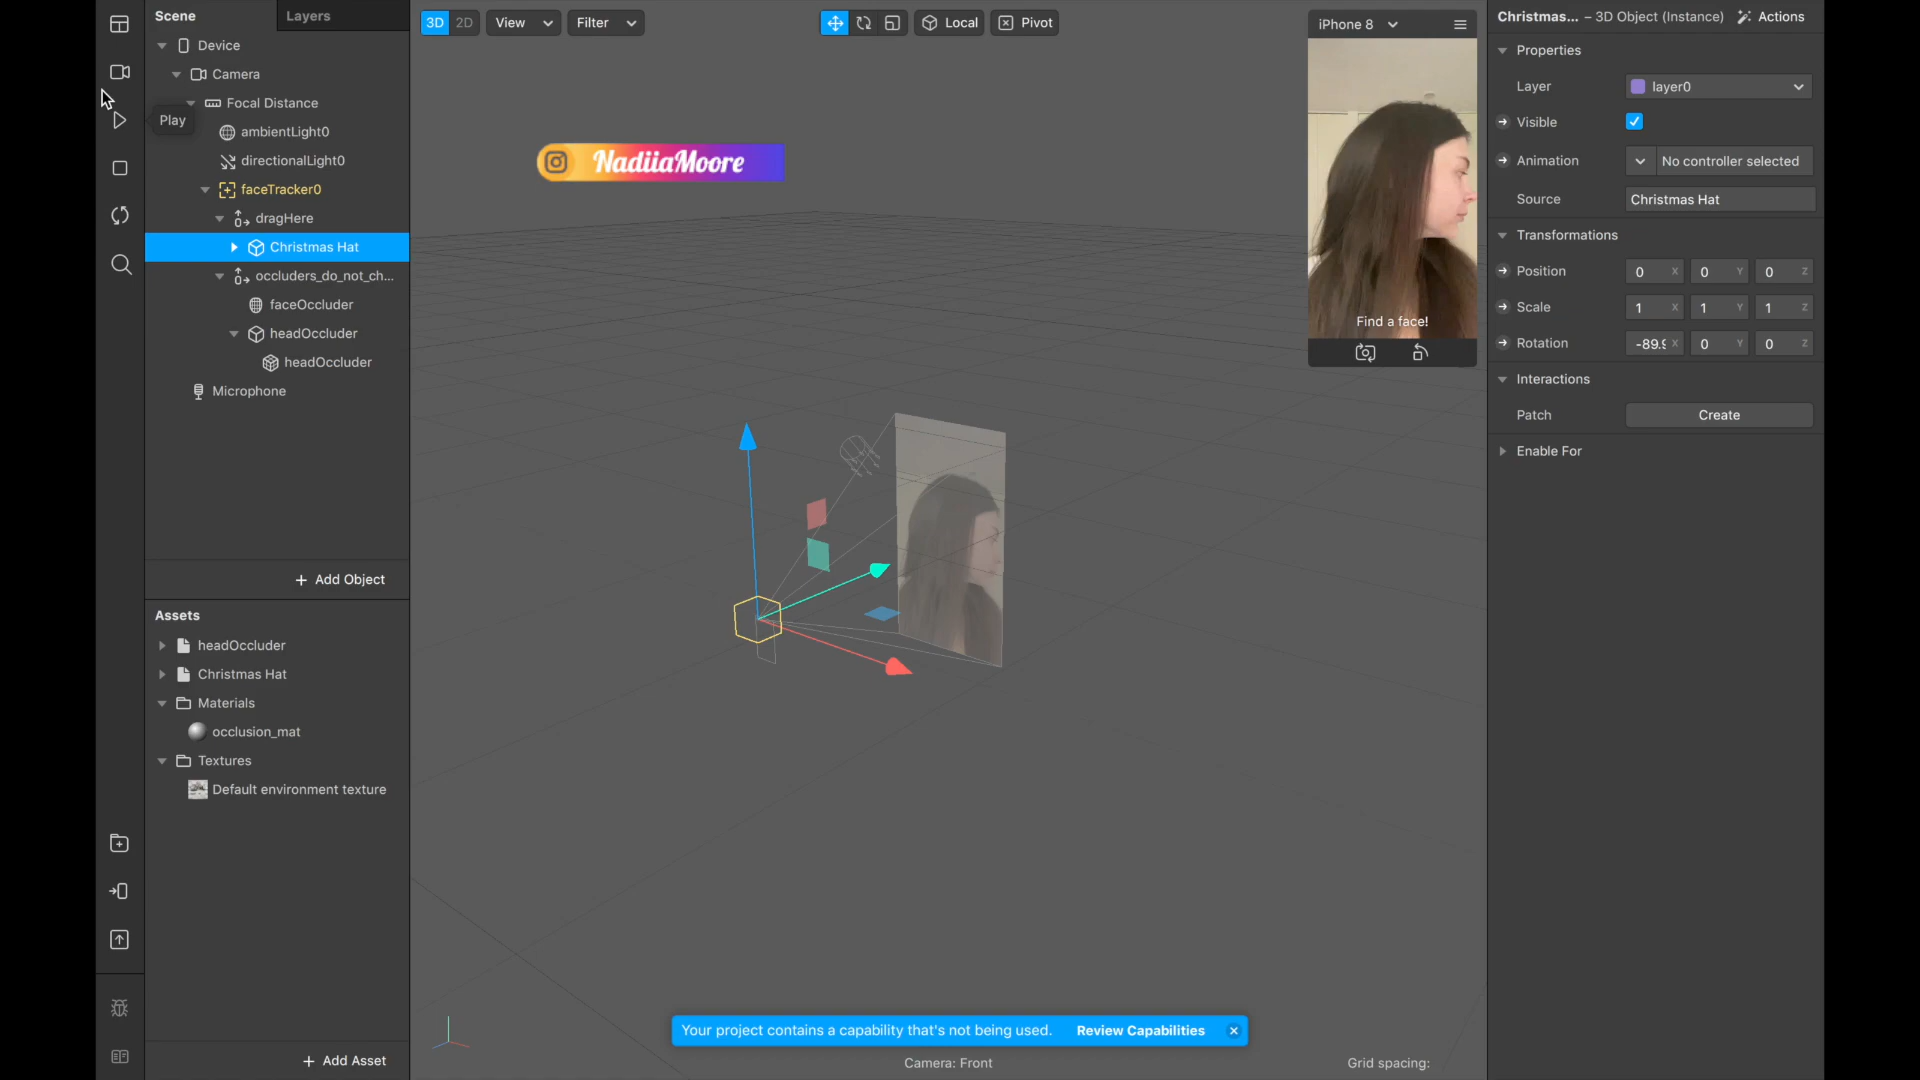 Scene
Layers
Device
Camera
Focal Distance
ambientLight0
directionalLight0
faceTracker0
dragHere
Christmas Hat
occluders_do_not_ch...
faceOccluder
headOccluder
headOccluder
Microphone
Play
+ Add Object
Assets
headOccluder
Christmas Hat
Materials
occlusion_mat
Textures
Default environment texture
+ Add Asset
3D 2D View Filter
Local Pivot
NadiiaMoore
iPhone 8
Find a face!
Your project contains a capability that's not being used. Review Capabilities
Camera: Front
Grid spacing:
Christmas... – 3D Object (Instance) Actions
Properties
Layer layer0
Visible
Animation No controller selected
Source Christmas Hat
Transformations
Position 0 X 0 Y 0 Z
Scale 1 X 1 Y 1 Z
Rotation -89.9 X 0 Y 0 Z
Interactions
Patch Create
Enable For